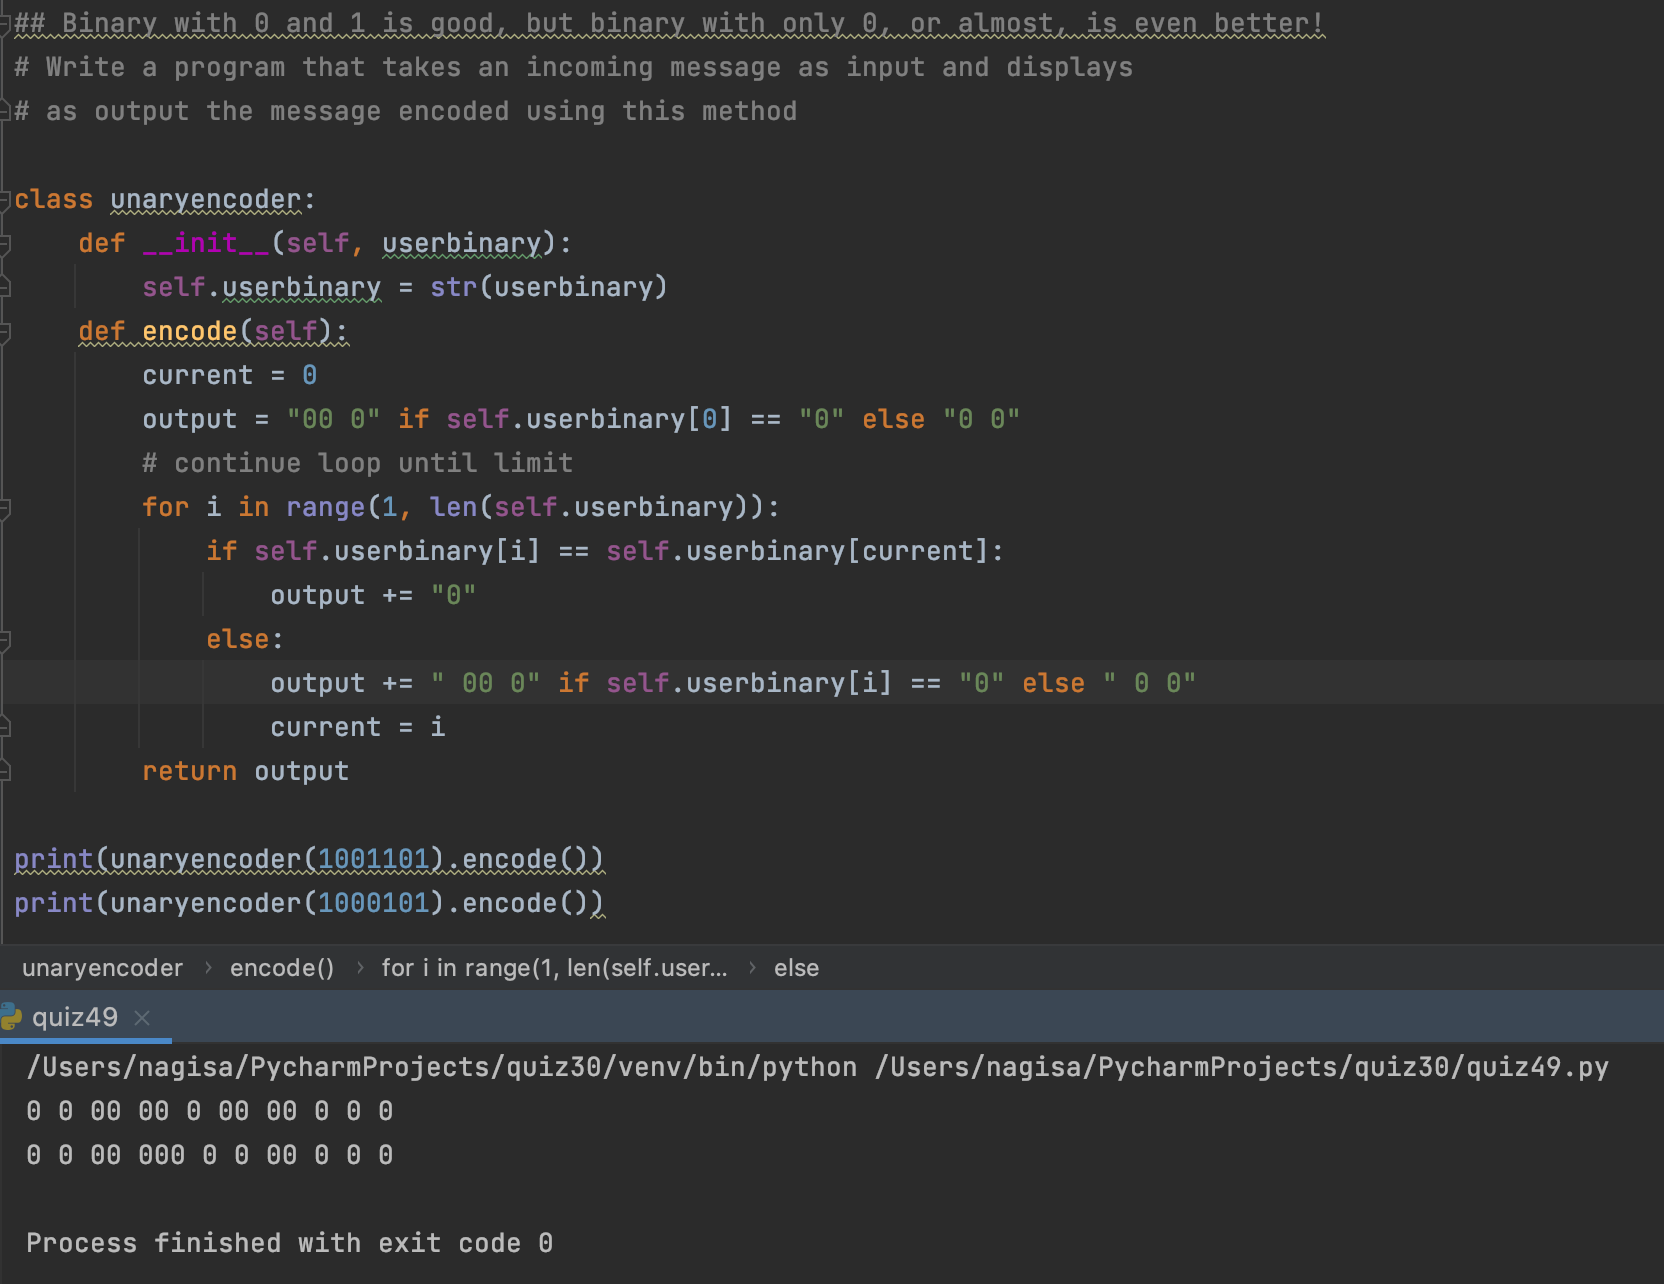 ## Binary with 0 and 1 is good, but binary with only 0, or almost, is even better!
# Write a program that takes an incoming message as input and displays
# as output the message encoded using this method
class unaryencoder:
    def __init__(self, userbinary):
        self.userbinary = str(userbinary)
    def encode(self):
        current = 0
        output = "00 0" if self.userbinary[0] == "0" else "0 0"
        # continue loop until limit
        for i in range(1, len(self.userbinary)):
            if self.userbinary[i] == self.userbinary[current]:
                output += "0"
            else:
                output += " 00 0" if self.userbinary[i] == "0" else " 0 0"
                current = i
        return output
print(unaryencoder(1001101).encode())
print(unaryencoder(1000101).encode())
unaryencoder › encode() › for i in range(1, len(self.user... › else
quiz49 ×
/Users/nagisa/PycharmProjects/quiz30/venv/bin/python /Users/nagisa/PycharmProjects/quiz30/quiz49.py
0 0 00 00 0 00 00 0 0 0
0 0 00 000 0 0 00 0 0 0
Process finished with exit code 0